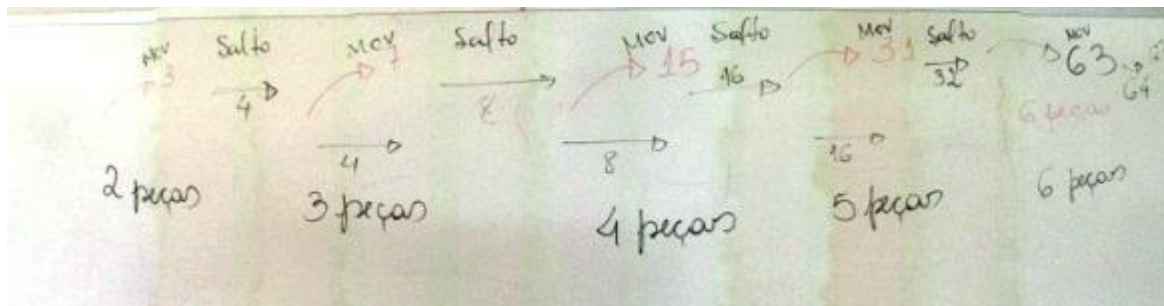 Mov Salto Mov Salto Mov Salto Mov Salto Mov
3 7 15 16 31 32 63
4 8 64
4 8 16 6 peças
2 peças 3 peças 4 peças 5 peças 6 peças